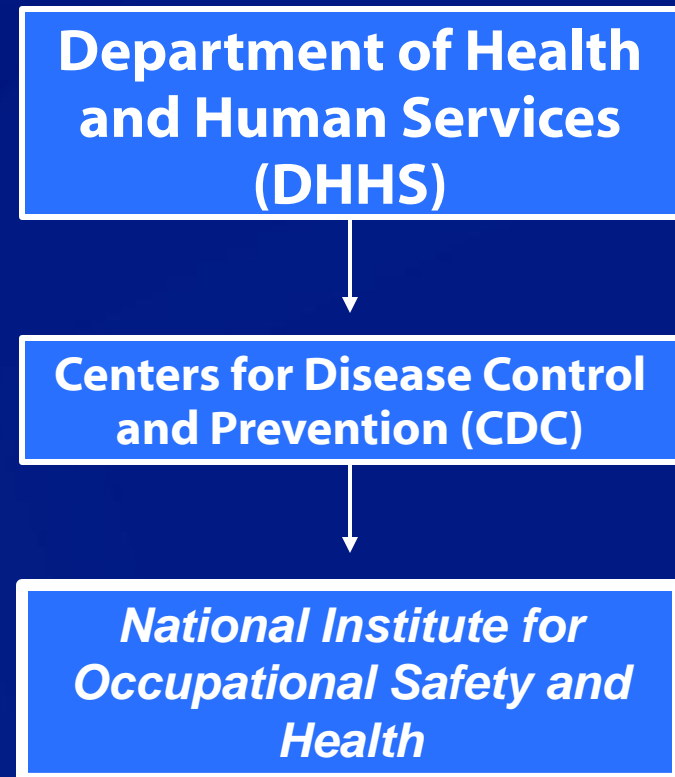 Department of Health
and Human Services
(DHHS)
Centers for Disease Control
and Prevention (CDC)
National Institute for
Occupational Safety and
Health